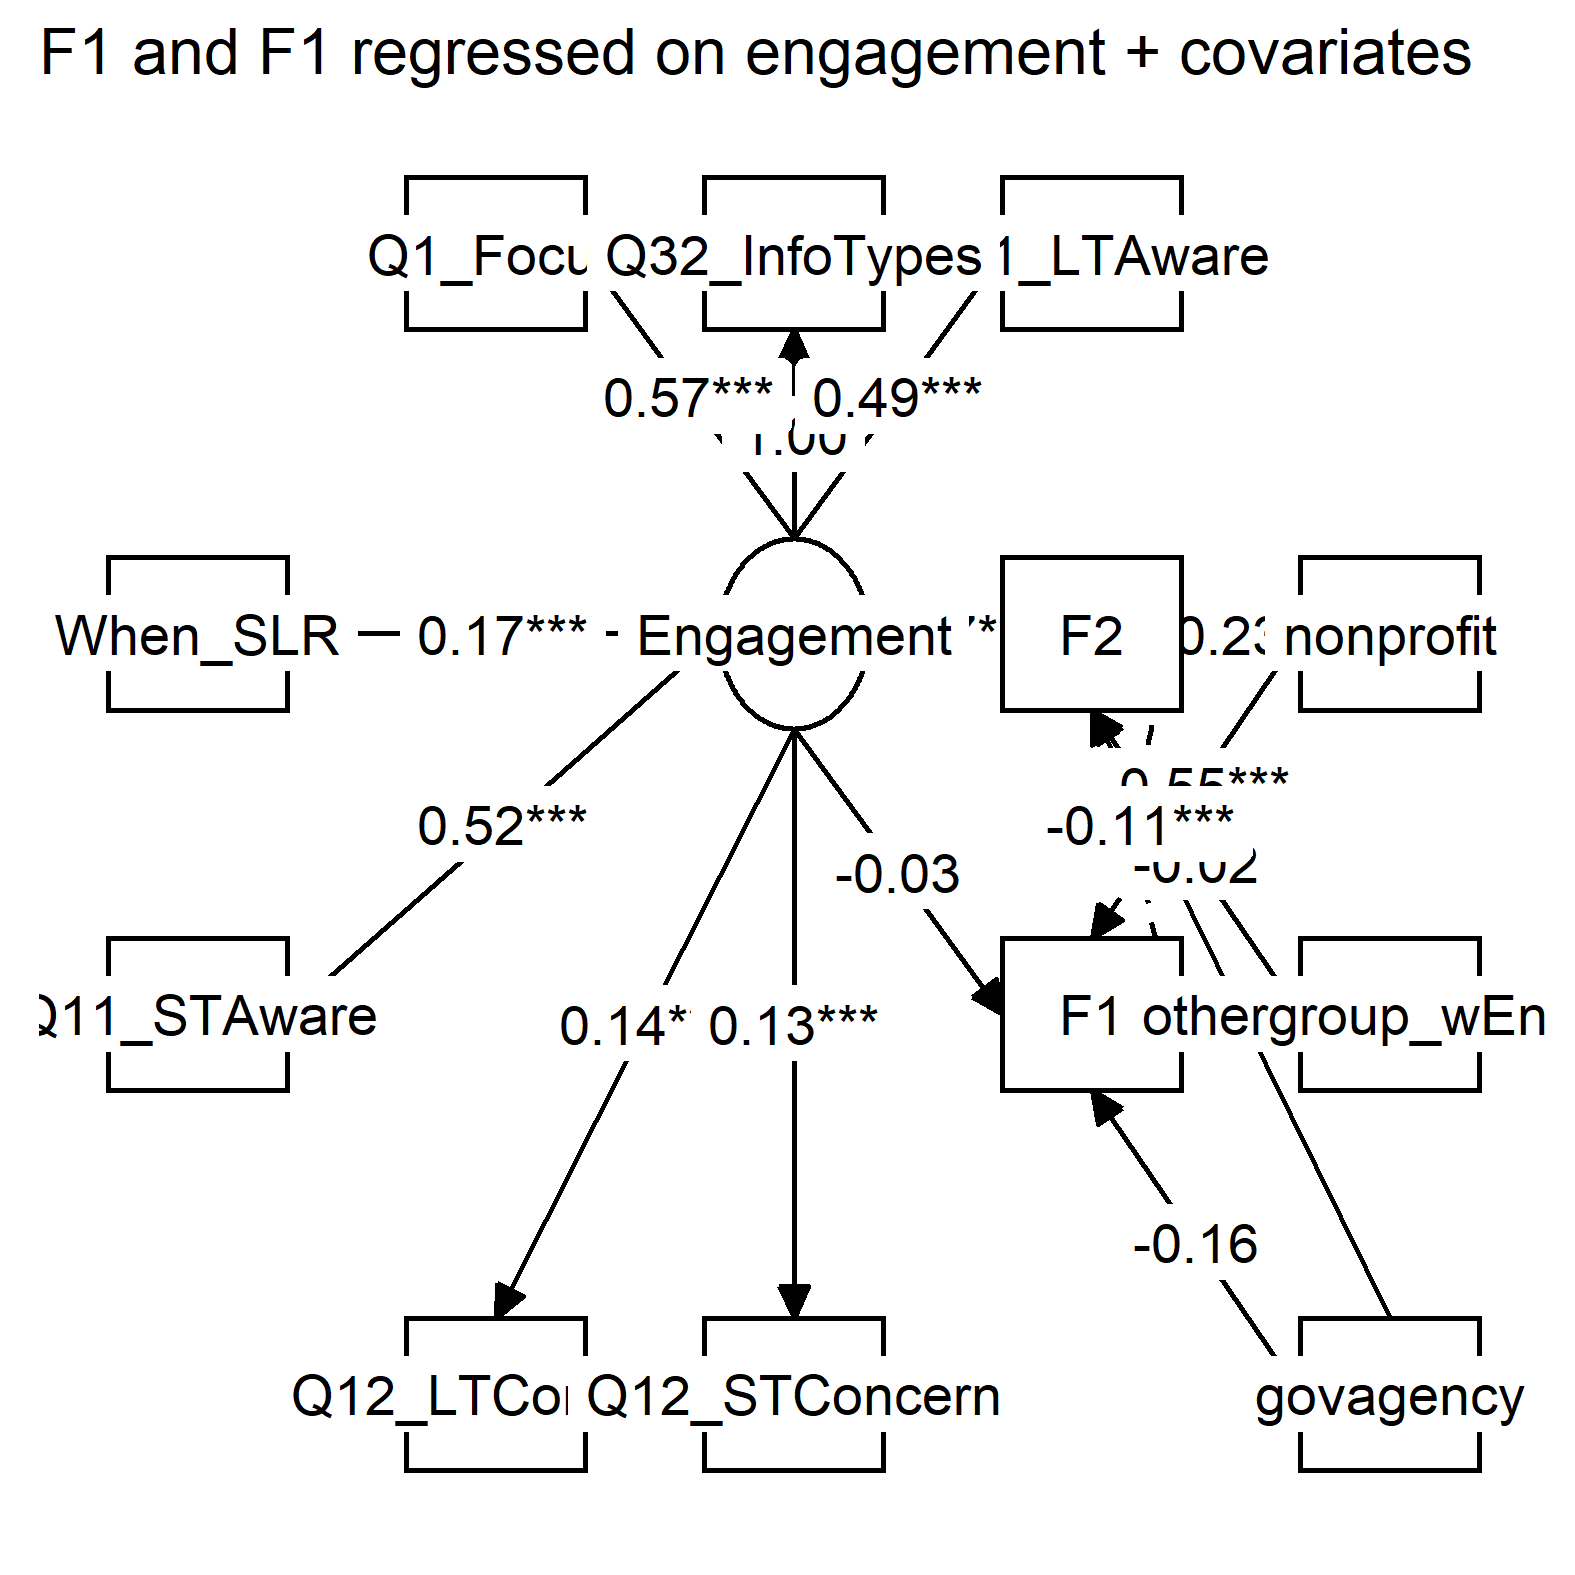 F1 and F1 regressed on engagement + covariates
Q1_Focu
Q32_InfoTypes
1_LTAware
0.57***
0.49***
1.00
When_SLR
0.17***
Engagement
F2
0.23
nonprofit
0.55***
0.52***
-0.11***
-0.03
-0.02
Q11_STAware
0.14*
0.13***
F1
othergroup_wEn
-0.16
Q12_LTCo
Q12_STConcern
govagency